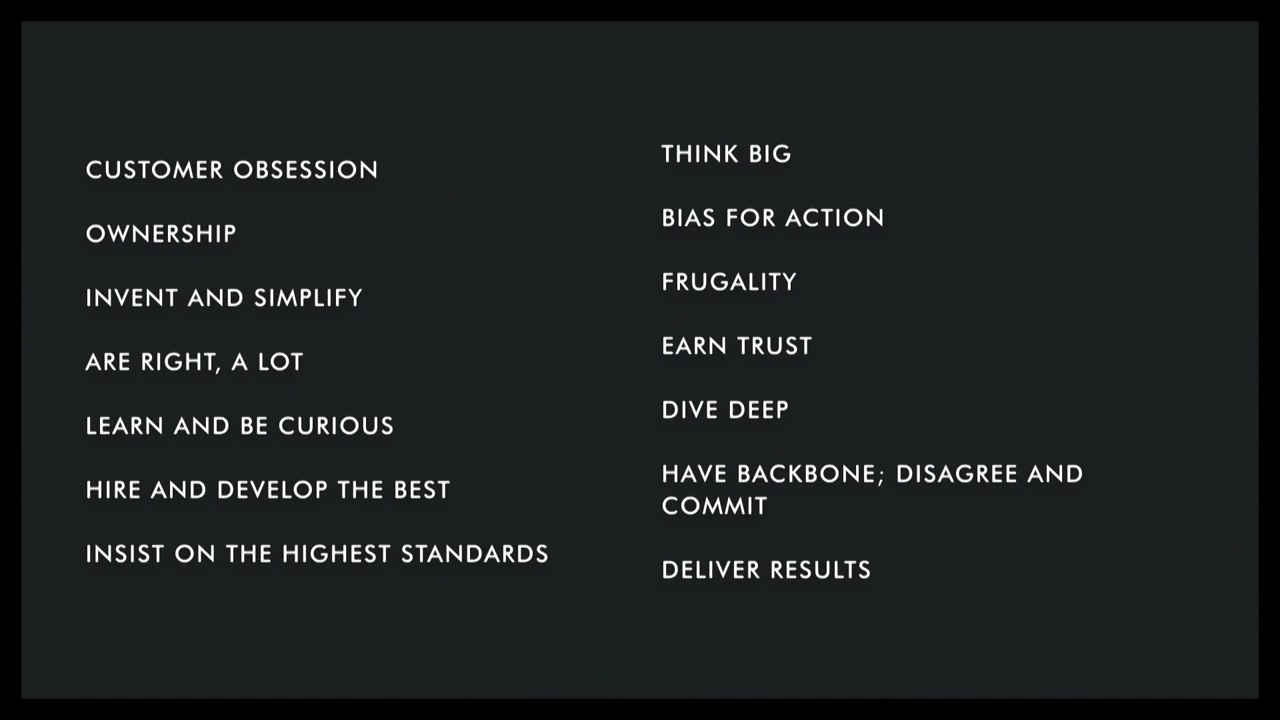 CUSTOMER OBSESSION
OWNERSHIP
INVENT AND SIMPLIFY
ARE RIGHT, A LOT
LEARN AND BE CURIOUS
HIRE AND DEVELOP THE BEST
INSIST ON THE HIGHEST STANDARDS
THINK BIG
BIAS FOR ACTION
FRUGALITY
EARN TRUST
DIVE DEEP
HAVE BACKBONE; DISAGREE AND
COMMIT
DELIVER RESULTS